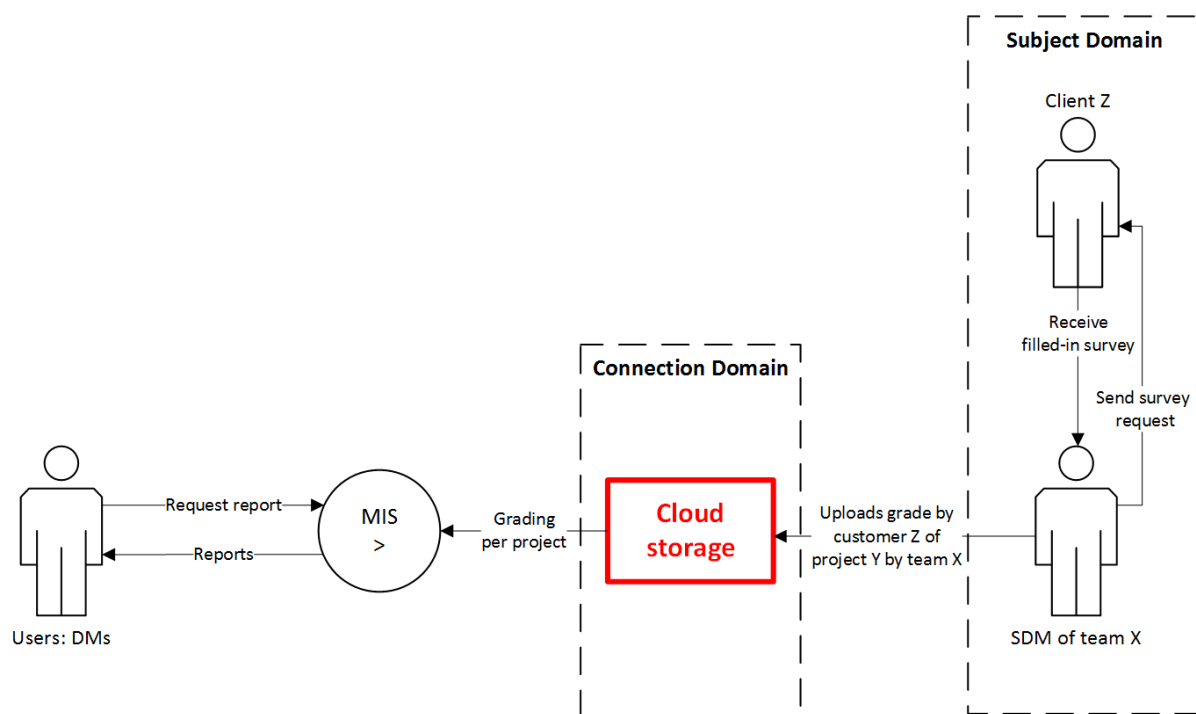 Subject Domain
Client Z
Receive
filled-in survey
Send survey
request
Connection Domain
Request report
MIS
>
Grading
per project
Cloud
storage
Uploads grade by
customer Z of
project Y by team X
Reports
Users: DMs
SDM of team X